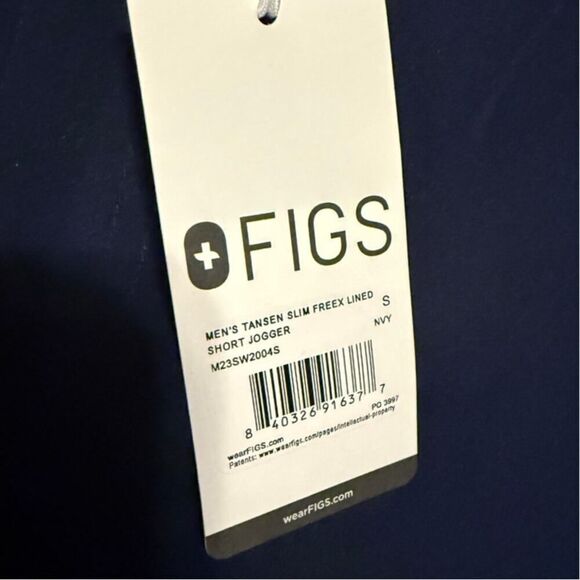 FIGS
MEN'S TANSEN SLIM FREEX LINED S
SHORT JOGGER NVY
M23SW2004S
8 40326 91637 7
PG 3997
wearFIGS.com
Patents: www.wearfigs.com/pages/intellectual-property
wearFIGS.com